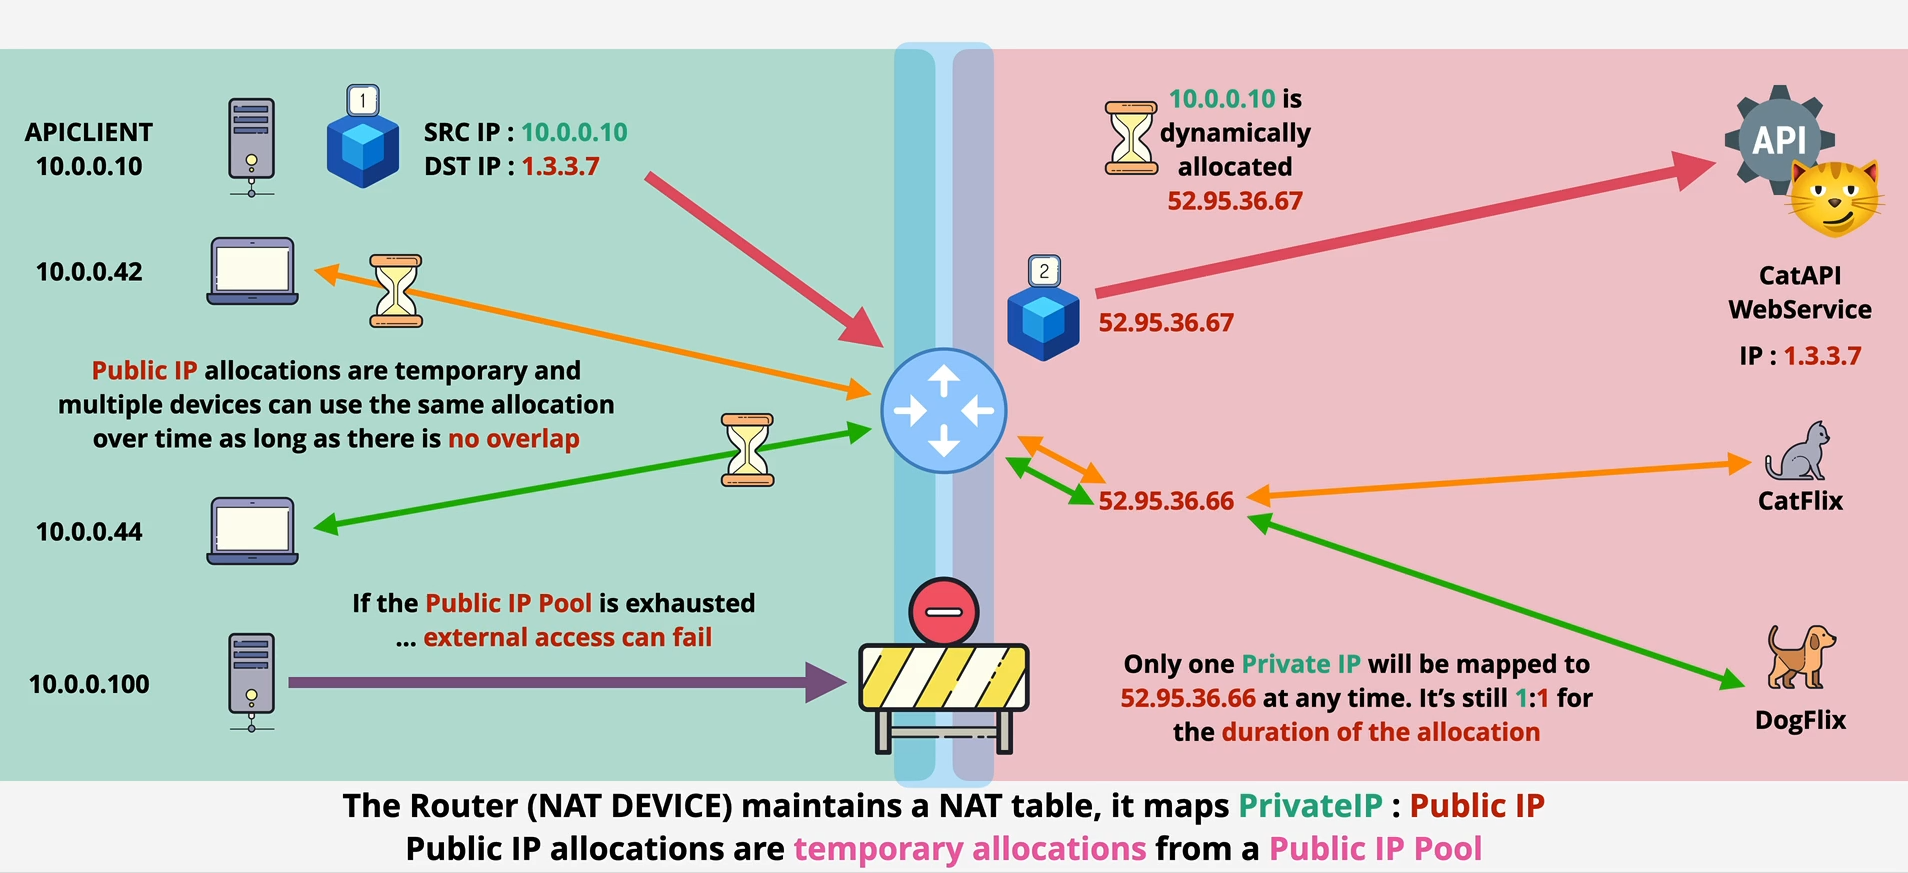 APICLIENT
10.0.0.10
1
SRC IP : 10.0.0.10
DST IP : 1.3.3.7
10.0.0.10 is
dynamically
allocated
52.95.36.67
API
10.0.0.42
2
52.95.36.67
CatAPI
WebService
IP : 1.3.3.7
Public IP allocations are temporary and
multiple devices can use the same allocation
over time as long as there is no overlap
52.95.36.66
CatFlix
10.0.0.44
If the Public IP Pool is exhausted
... external access can fail
10.0.0.100
Only one Private IP will be mapped to
52.95.36.66 at any time. It's still 1:1 for
the duration of the allocation
DogFlix
The Router (NAT DEVICE) maintains a NAT table, it maps PrivateIP : Public IP
Public IP allocations are temporary allocations from a Public IP Pool